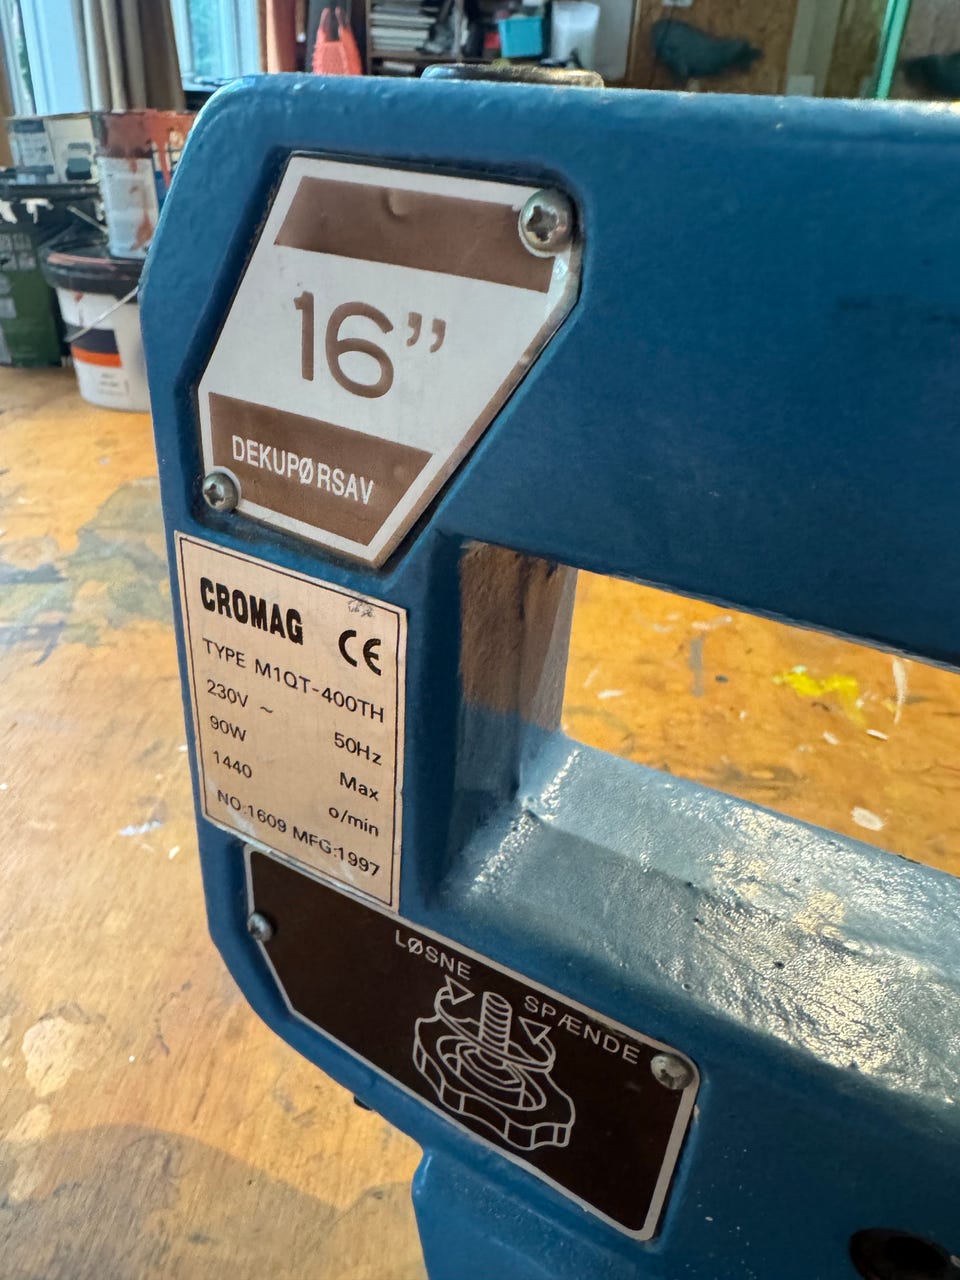 16”
DEKUPØRSAV
CROMAG CE
TYPE M1QT-400TH
230V ~ 50Hz
90W Max
1440 o/min
NO:1609 MFG:1997
LØSNE SPÆNDE